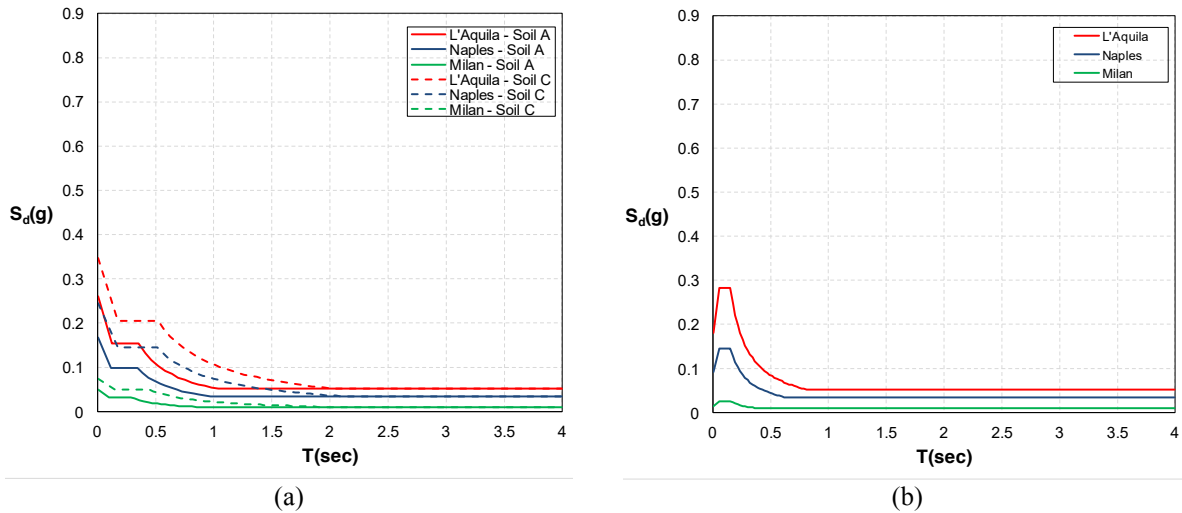 0.9
0.8
0.7
0.6
0.5
0.4
0.3
0.2
0.1
0
S_d(g)
L'Aquila - Soil A
Naples - Soil A
Milan - Soil A
L'Aquila - Soil C
Naples - Soil C
Milan - Soil C
0 0.5 1 1.5 2 2.5 3 3.5 4
T(sec)
(a)
0.9
0.8
0.7
0.6
0.5
0.4
0.3
0.2
0.1
0
S_d(g)
L'Aquila
Naples
Milan
0 0.5 1 1.5 2 2.5 3 3.5 4
T(sec)
(b)